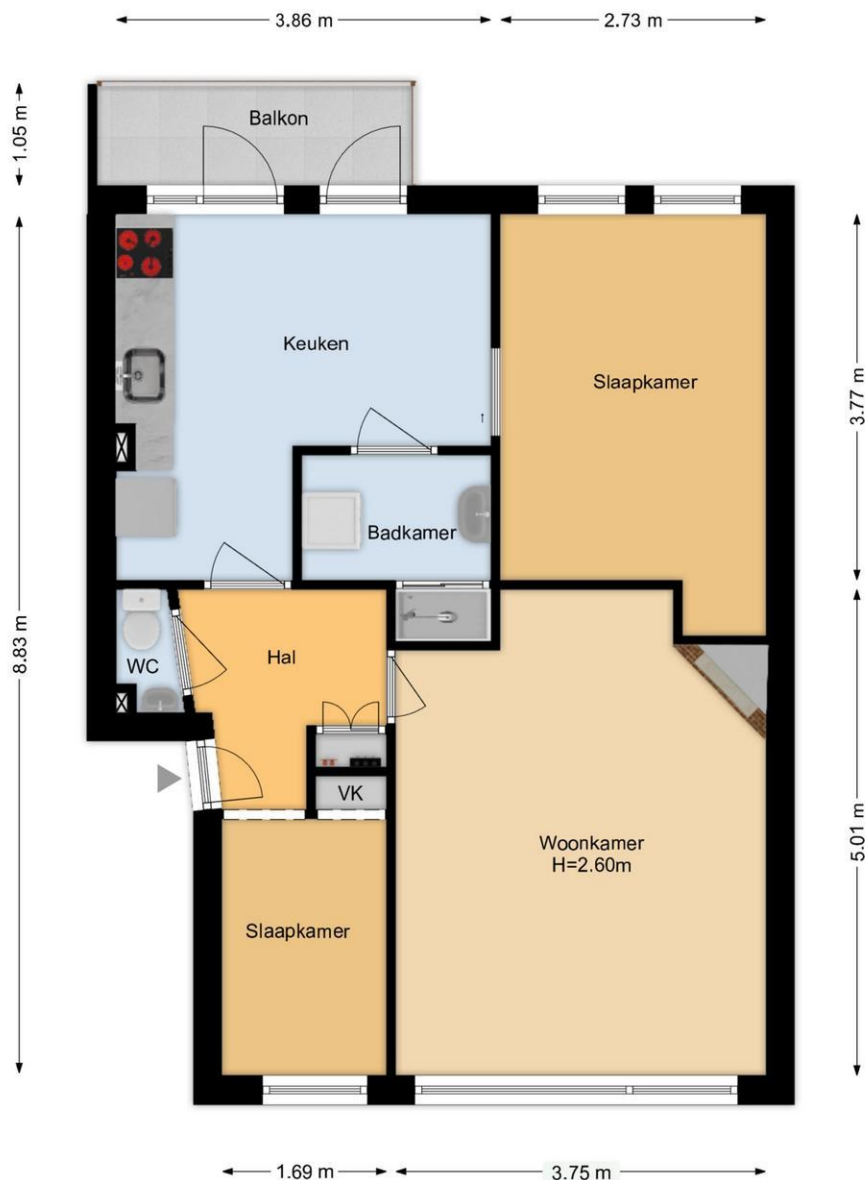 3.86 m
2.73 m
1.05 m
Balkon
Keuken
Slaapkamer
3.77 m
Badkamer
8.83 m
WC
Hal
VK
Woonkamer
H=2.60m
5.01 m
Slaapkamer
1.69 m
3.75 m